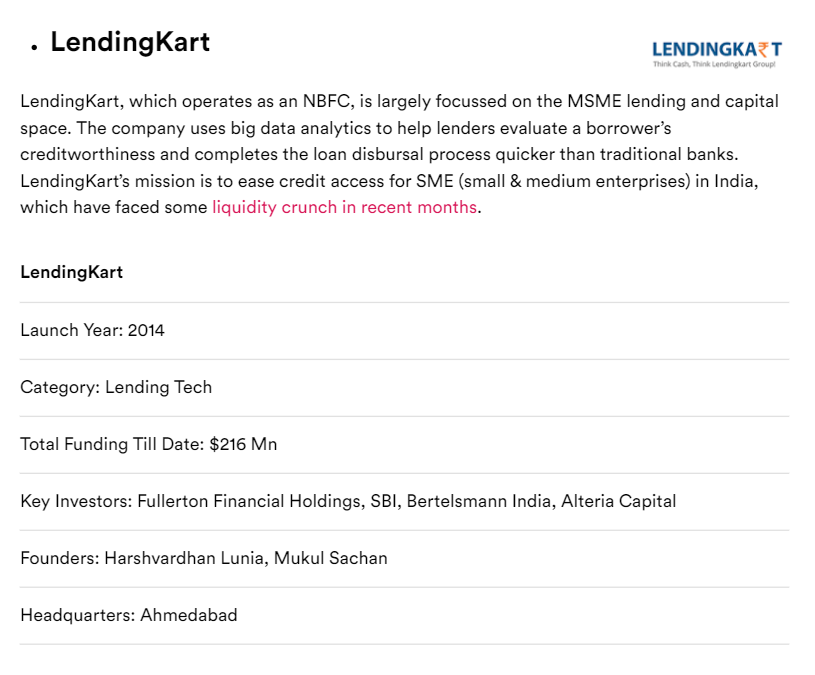 LendingKart
LENDINGKA₹T
Think Cash, Think Lendingkart Group!
LendingKart, which operates as an NBFC, is largely focussed on the MSME lending and capital
space. The company uses big data analytics to help lenders evaluate a borrower’s
creditworthiness and completes the loan disbursal process quicker than traditional banks.
LendingKart’s mission is to ease credit access for SME (small & medium enterprises) in India,
which have faced some liquidity crunch in recent months.
LendingKart
Launch Year: 2014
Category: Lending Tech
Total Funding Till Date: $216 Mn
Key Investors: Fullerton Financial Holdings, SBI, Bertelsmann India, Alteria Capital
Founders: Harshvardhan Lunia, Mukul Sachan
Headquarters: Ahmedabad